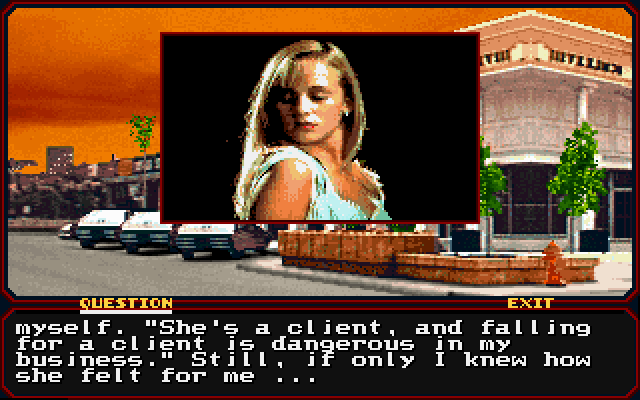 QUESTION
EXIT
myself. "She's a client, and falling
for a client is dangerous in my
business." Still, if only I knew how
she felt for me ...